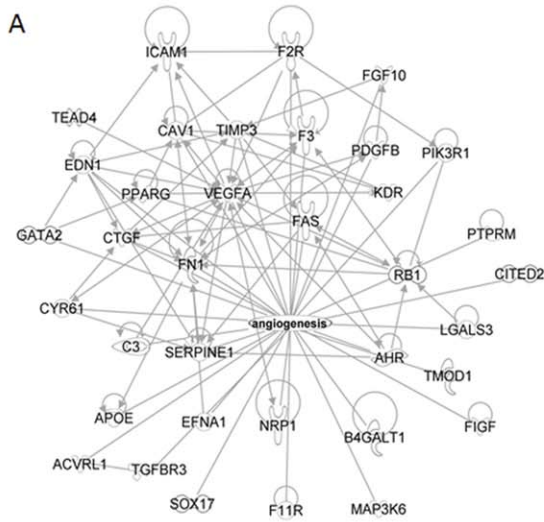 A
ICAM1
F2R
FGF10
TEAD4
CAV1
TIMP3
F3
PDGFB
PIK3R1
EDN1
PPARG
VEGFA
KDR
FAS
GATA2
CTGF
PTPRM
FN1
RB1
CITED2
CYR61
angiogenesis
LGALS3
C3
SERPINE1
AHR
TMOD1
APOE
EFNA1
NRP1
B4GALT1
FIGF
ACVRL1
TGFBR3
SOX17
F11R
MAP3K6